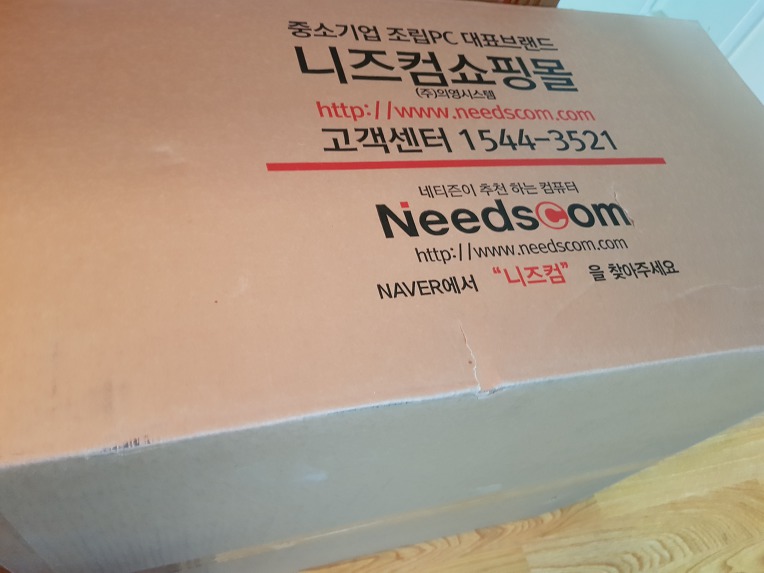 중소기업 조립PC 대표브랜드
니즈컴쇼핑몰
(주)의영시스템
http://www.needscom.com
고객센터 1544-3521
네티즌이 추천 하는 컴퓨터
NeedsCom
http://www.needscom.com
NAVER에서 "니즈컴" 을 찾아주세요